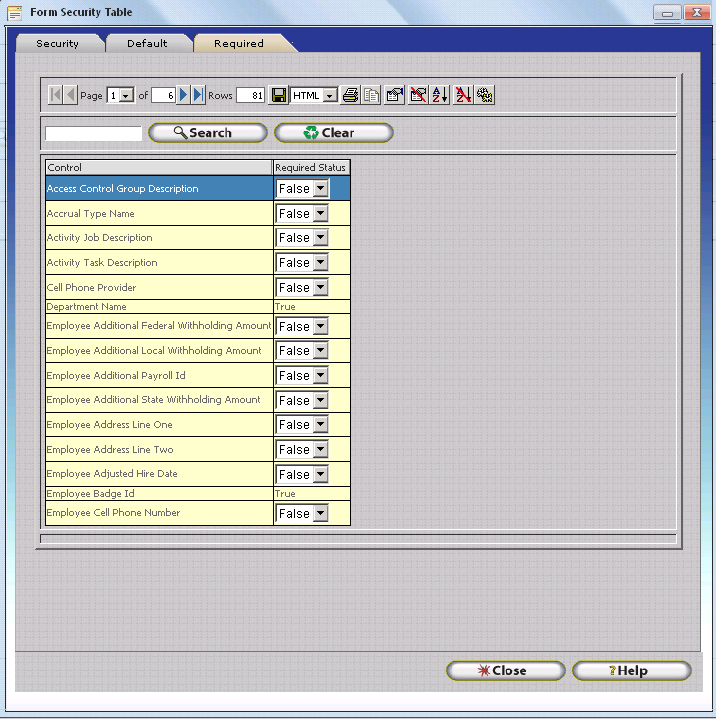 Form Security Table
Security Default Required
Page 1 of 6 Rows 81 HTML
Search Clear
Control Required Status
Access Control Group Description False
Accrual Type Name False
Activity Job Description False
Activity Task Description False
Cell Phone Provider False
Department Name True
Employee Additional Federal Withholding Amount False
Employee Additional Local Withholding Amount False
Employee Additional Payroll Id False
Employee Additional State Withholding Amount False
Employee Address Line One False
Employee Address Line Two False
Employee Adjusted Hire Date False
Employee Badge Id True
Employee Cell Phone Number False
Close ?Help